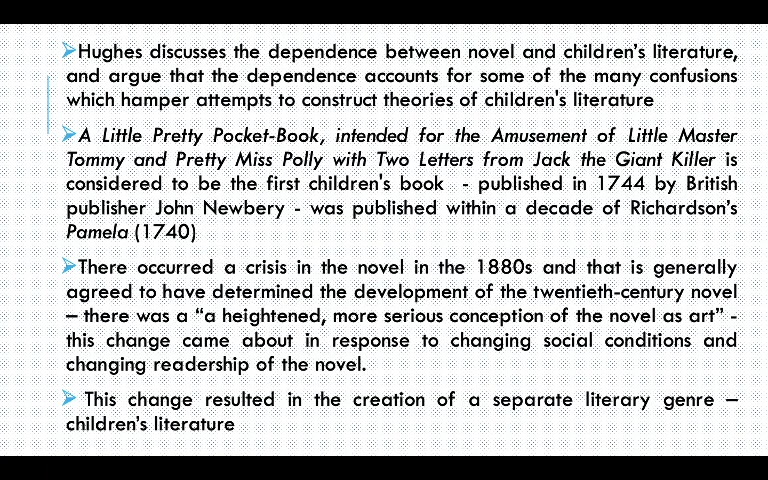 ➢Hughes discusses the dependence between novel and children's literature,
and argue that the dependence accounts for some of the many confusions
which hamper attempts to construct theories of children's literature
➢A Little Pretty Pocket-Book, intended for the Amusement of Little Master
Tommy and Pretty Miss Polly with Two Letters from Jack the Giant Killer is
considered to be the first children's book - published in 1744 by British
publisher John Newbery - was published within a decade of Richardson's
Pamela (1740)
➢There occurred a crisis in the novel in the 1880s and that is generally
agreed to have determined the development of the twentieth-century novel
– there was a “a heightened, more serious conception of the novel as art” -
this change came about in response to changing social conditions and
changing readership of the novel.
➢ This change resulted in the creation of a separate literary genre –
children's literature